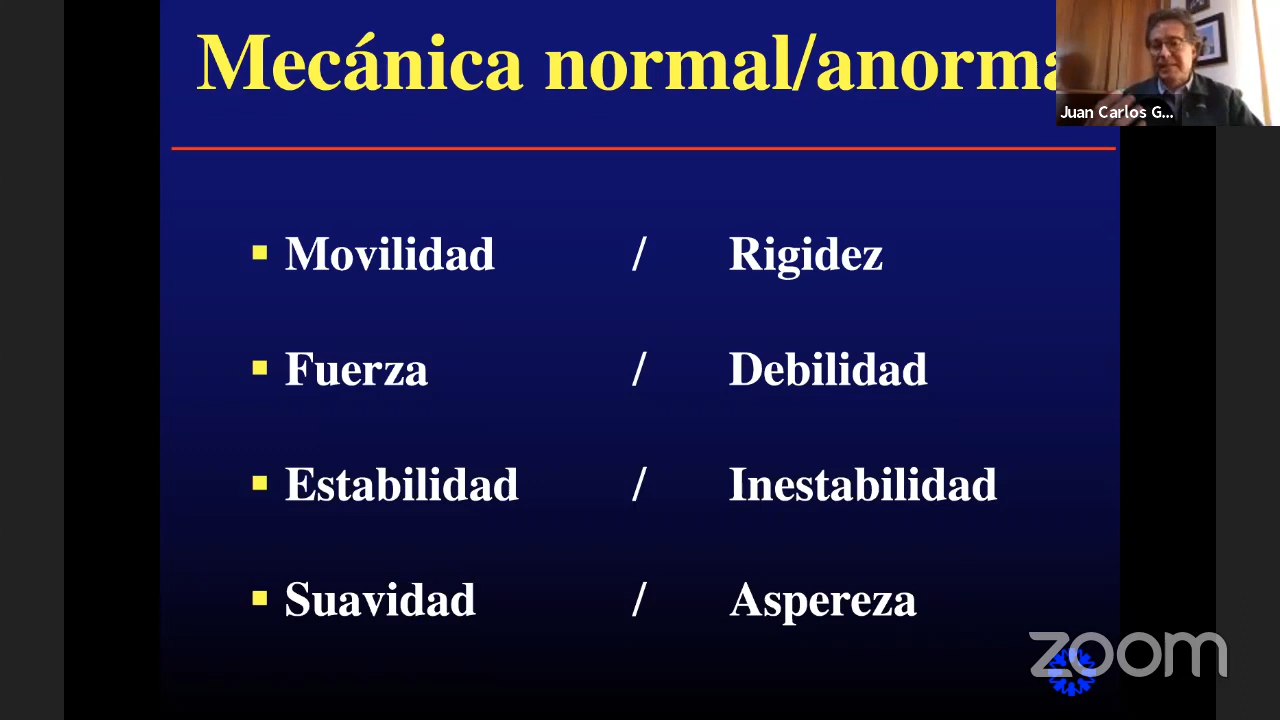 Mecánica normal/anorma
Juan Carlos G...
▪ Movilidad / Rigidez
▪ Fuerza / Debilidad
▪ Estabilidad / Inestabilidad
▪ Suavidad / Aspereza
zoom